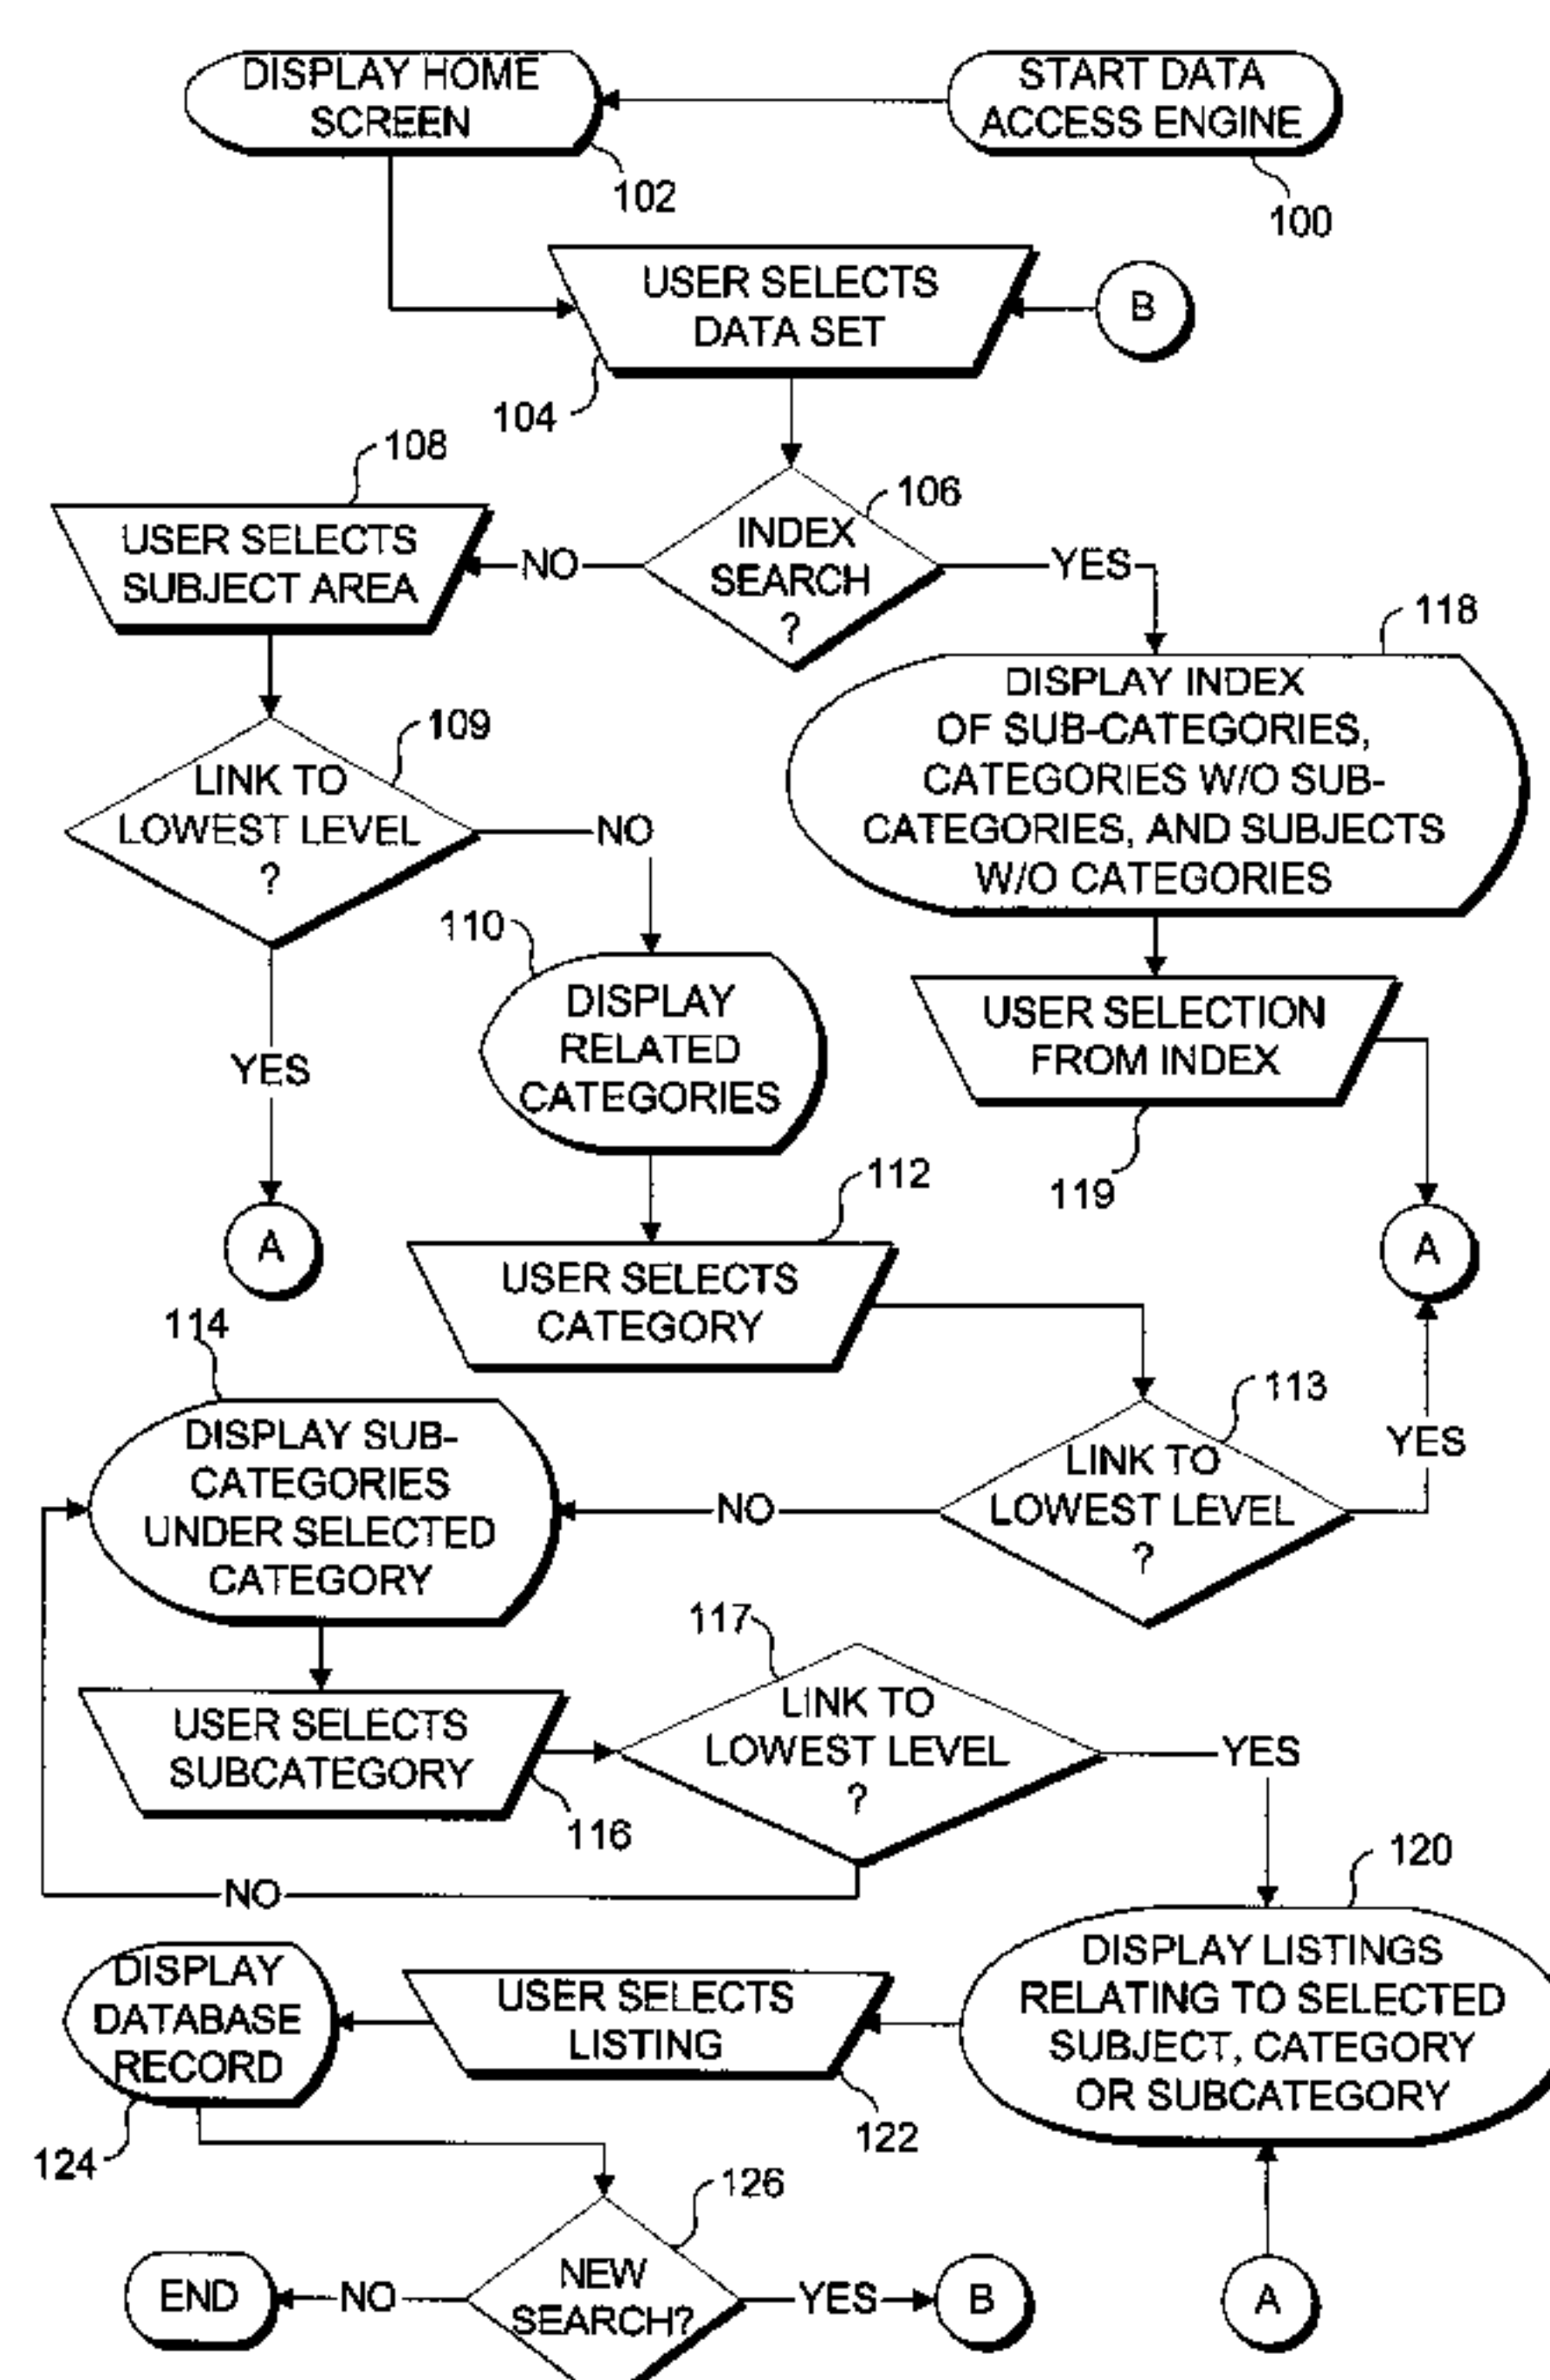 DISPLAY HOME
SCREEN
102
START DATA
ACCESS ENGINE
100
USER SELECTS
DATA SET
104
B
108
USER SELECTS
SUBJECT AREA
NO
106
INDEX
SEARCH
?
YES
118
DISPLAY INDEX
OF SUB-CATEGORIES,
CATEGORIES W/O SUB-
CATEGORIES, AND SUBJECTS
W/O CATEGORIES
109
LINK TO
LOWEST LEVEL
?
NO
YES
A
110
DISPLAY
RELATED
CATEGORIES
USER SELECTION
FROM INDEX
119
A
112
USER SELECTS
CATEGORY
113
LINK TO
LOWEST LEVEL
?
YES
NO
114
DISPLAY SUB-
CATEGORIES
UNDER SELECTED
CATEGORY
USER SELECTS
SUBCATEGORY
116
117
LINK TO
LOWEST LEVEL
?
YES
NO
120
DISPLAY LISTINGS
RELATING TO SELECTED
SUBJECT, CATEGORY
OR SUBCATEGORY
USER SELECTS
LISTING
122
DISPLAY
DATABASE
RECORD
124
126
NEW
SEARCH?
NO
END
YES
B
A